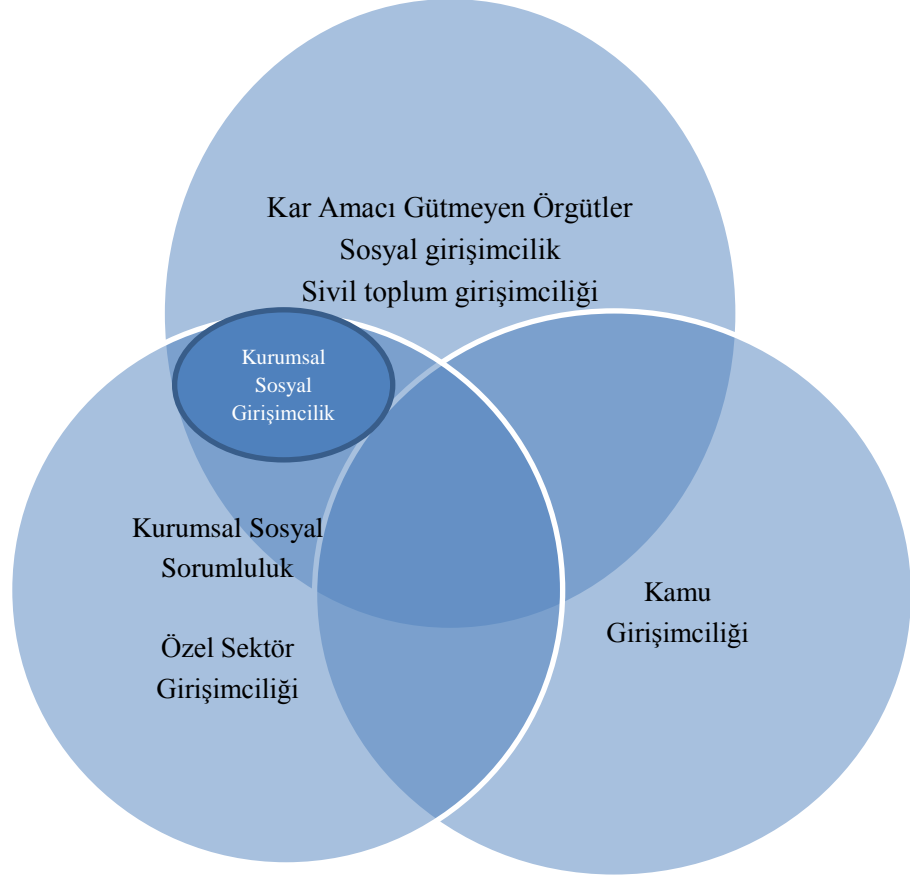 Kar Amacı Gütmeyen Örgütler
Sosyal girişimcilik
Sivil toplum girişimciliği
Kurumsal
Sosyal
Girişimcilik
Kurumsal Sosyal
Sorumluluk
Özel Sektör
Girişimciliği
Kamu
Girişimciliği